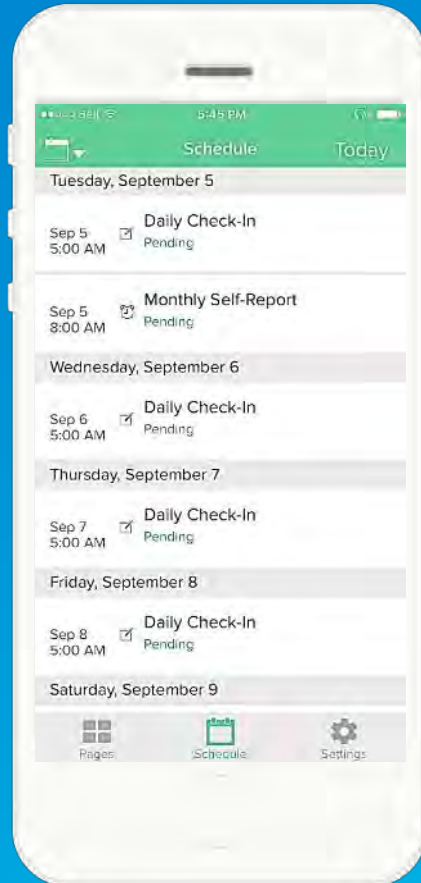 5:45 PM
Schedule
Today
Tuesday, September 5
Daily Check-In
Sep 5
Pending
5:00 AM
Monthly Self-Report
Sep 5
Pending
8:00 AM
Wednesday, September 6
Daily Check-In
Sep 6
Pending
5:00 AM
Thursday, September 7
Daily Check-In
Sep 7
Pending
5:00 AM
Friday, September 8
Daily Check-In
Sep 8
Pending
5:00 AM
Saturday, September 9
Pages
Schedule
Settings